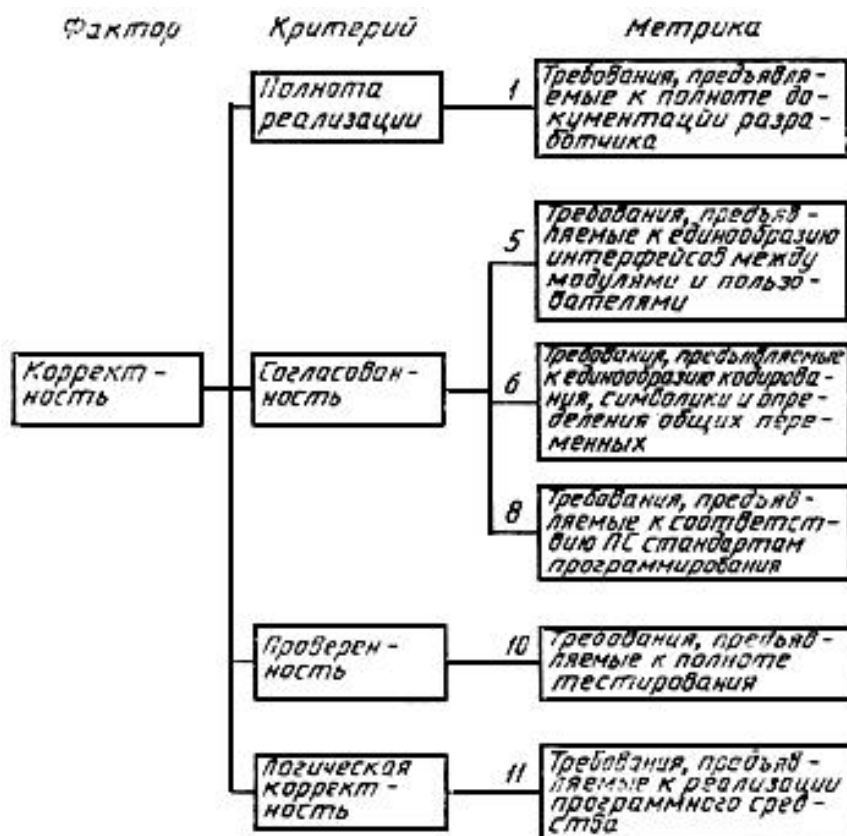 Фактор Критерий Метрика
Полнота
реализации
1
Требования, предъявля-
емые к полноте до-
кументаций разра-
ботчика
5
Требования, предъяв-
ляемые к единообразию
интерфейсов между
модулями и пользо-
вателями
Коррект-
ность
Согласован-
ность
6
Требования, предъявляемые
к единообразию кодирова-
ния, символики и опре-
деления общих пере-
менных
8
Требования, предъяв-
ляемые к соответст-
вию ПС стандартам
программирования
Проверен-
ность
10
Требования, предъяв-
ляемые к полноте
тестирования
Логическая
коррект-
ность
11
Требования, предъяв-
ляемые к реализации
программного сред-
ства